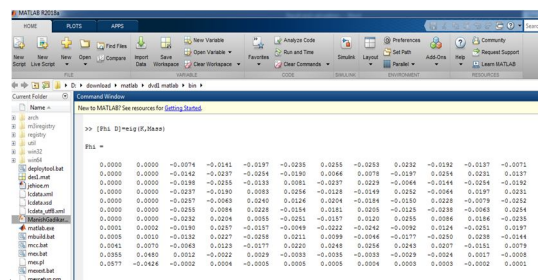 MATLAB R2018a
HOME PLOTS APPS
New Script New Live Script New Open Find Files Compare Import Data Save Workspace New Variable Open Variable Clear Workspace Favorites Analyze Code Run and Time Clear Commands Simulink Layout Preferences Set Path Parallel Add-Ons Help Community Request Support Learn MATLAB
FILE VARIABLE CODE SIMULINK ENVIRONMENT RESOURCES
D: download matlab dvd1 matlab bin
Current Folder Command Window
Name New to MATLAB? See resources for Getting Started.
arch
m3iregistry
registry
util
win32
win64
deploytool.bat
des1.mat
lcdata.xml
lcdata.xsd
lcdata_utf8.xml
matlab.exe
mbuild.bat
mcc.bat
mex.bat
mex.pl
mexext.bat
>> [Phi D]=eig(K,Mass)
Phi =
0.0000 0.0000 -0.0074 -0.0141 -0.0197 -0.0235 0.0255 -0.0253 0.0232 -0.0192 -0.0137 -0.0071
0.0000 0.0000 -0.0142 -0.0237 -0.0254 -0.0190 0.0066 0.0078 -0.0197 0.0254 0.0231 0.0137
0.0000 0.0000 -0.0198 -0.0255 -0.0133 0.0081 -0.0237 0.0229 -0.0064 -0.0144 -0.0254 -0.0192
0.0000 0.0000 -0.0237 -0.0190 0.0083 0.0256 -0.0128 -0.0149 0.0252 -0.0064 0.0197 0.0231
0.0000 0.0000 -0.0257 -0.0063 0.0240 0.0126 0.0204 -0.0184 -0.0150 0.0228 -0.0079 -0.0252
0.0000 0.0000 -0.0255 0.0084 0.0228 -0.0154 0.0181 0.0205 -0.0125 -0.0238 -0.0063 0.0254
0.0000 0.0000 -0.0232 0.0204 0.0055 -0.0251 -0.0157 0.0120 0.0255 0.0086 0.0186 -0.0235
0.0001 0.0002 -0.0190 0.0257 -0.0157 -0.0049 -0.0222 -0.0242 -0.0092 0.0124 -0.0251 0.0197
0.0005 0.0010 -0.0132 0.0227 -0.0258 0.0211 0.0099 -0.0046 -0.0177 -0.0250 0.0238 -0.0144
0.0041 0.0070 -0.0063 0.0123 -0.0177 0.0220 0.0248 0.0256 0.0243 0.0207 -0.0151 0.0079
0.0355 0.0480 0.0012 -0.0022 0.0029 -0.0033 -0.0035 -0.0033 -0.0029 -0.0024 0.0017 -0.0008
0.0577 -0.0426 -0.0002 0.0004 -0.0005 0.0005 0.0005 0.0004 0.0003 0.0003 -0.0002 0.0001